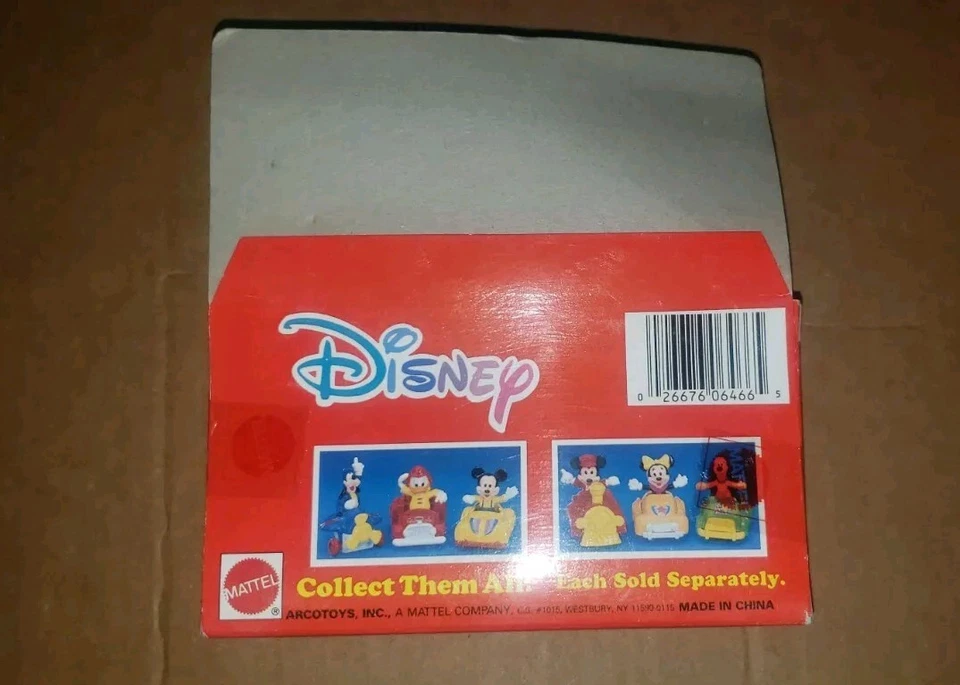 Disney
0 26676 06466 5
MATTEL
®
Collect Them All! Each Sold Separately.
ARCOTOYS, INC., A MATTEL COMPANY, WESTBURY, NY MADE IN CHINA